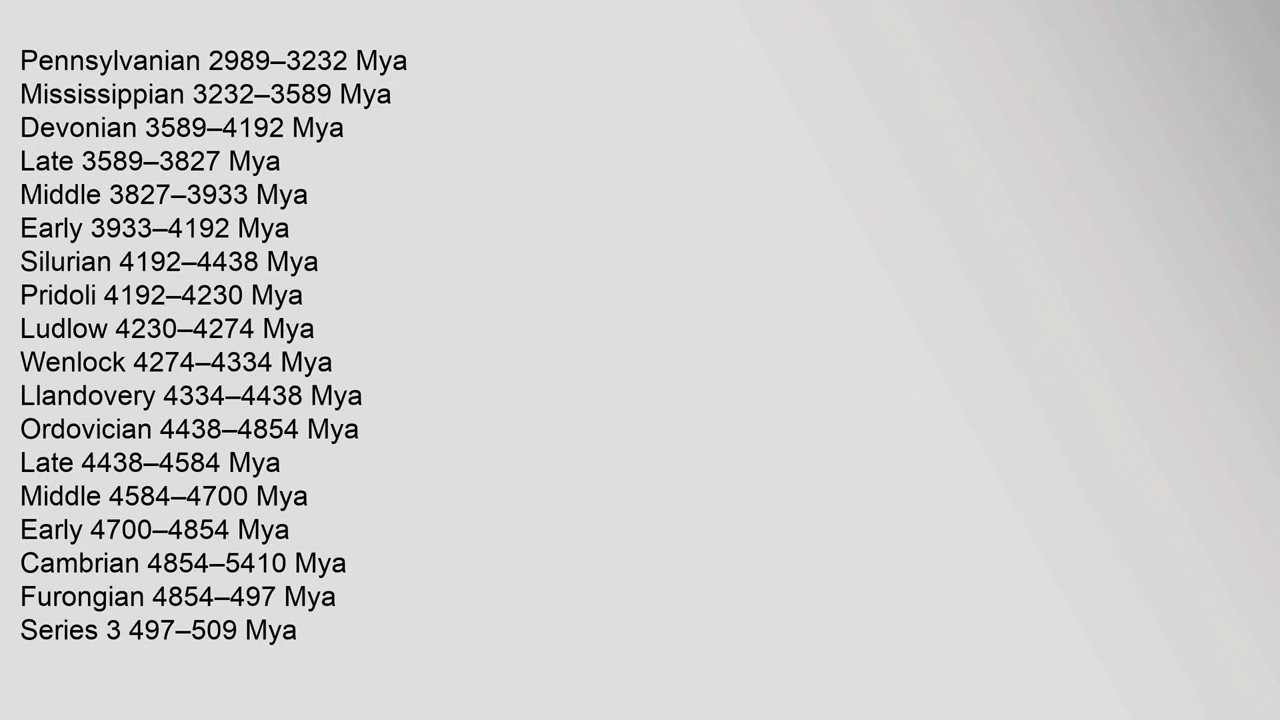 Pennsylvanian 2989–3232 Mya
Mississippian 3232–3589 Mya
Devonian 3589–4192 Mya
Late 3589–3827 Mya
Middle 3827–3933 Mya
Early 3933–4192 Mya
Silurian 4192–4438 Mya
Pridoli 4192–4230 Mya
Ludlow 4230–4274 Mya
Wenlock 4274–4334 Mya
Llandovery 4334–4438 Mya
Ordovician 4438–4854 Mya
Late 4438–4584 Mya
Middle 4584–4700 Mya
Early 4700–4854 Mya
Cambrian 4854–5410 Mya
Furongian 4854–497 Mya
Series 3 497–509 Mya